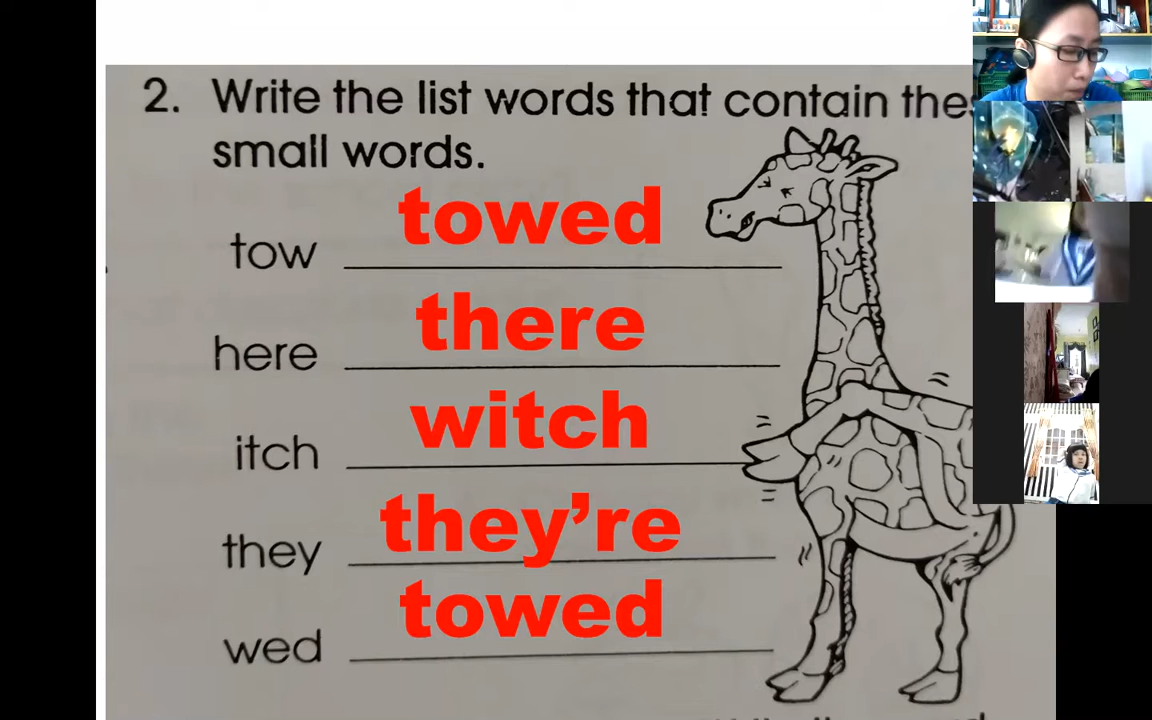 2. Write the list words that contain thes
small words.
tow towed
here there
itch witch
they they're
wed towed